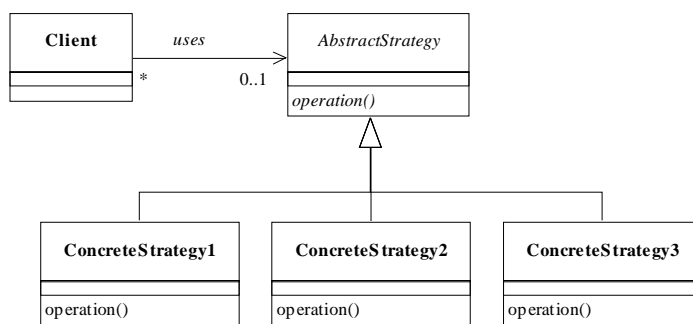 Client
uses
AbstractStrategy
*
0..1
operation()
ConcreteStrategy1
ConcreteStrategy2
ConcreteStrategy3
operation()
operation()
operation()